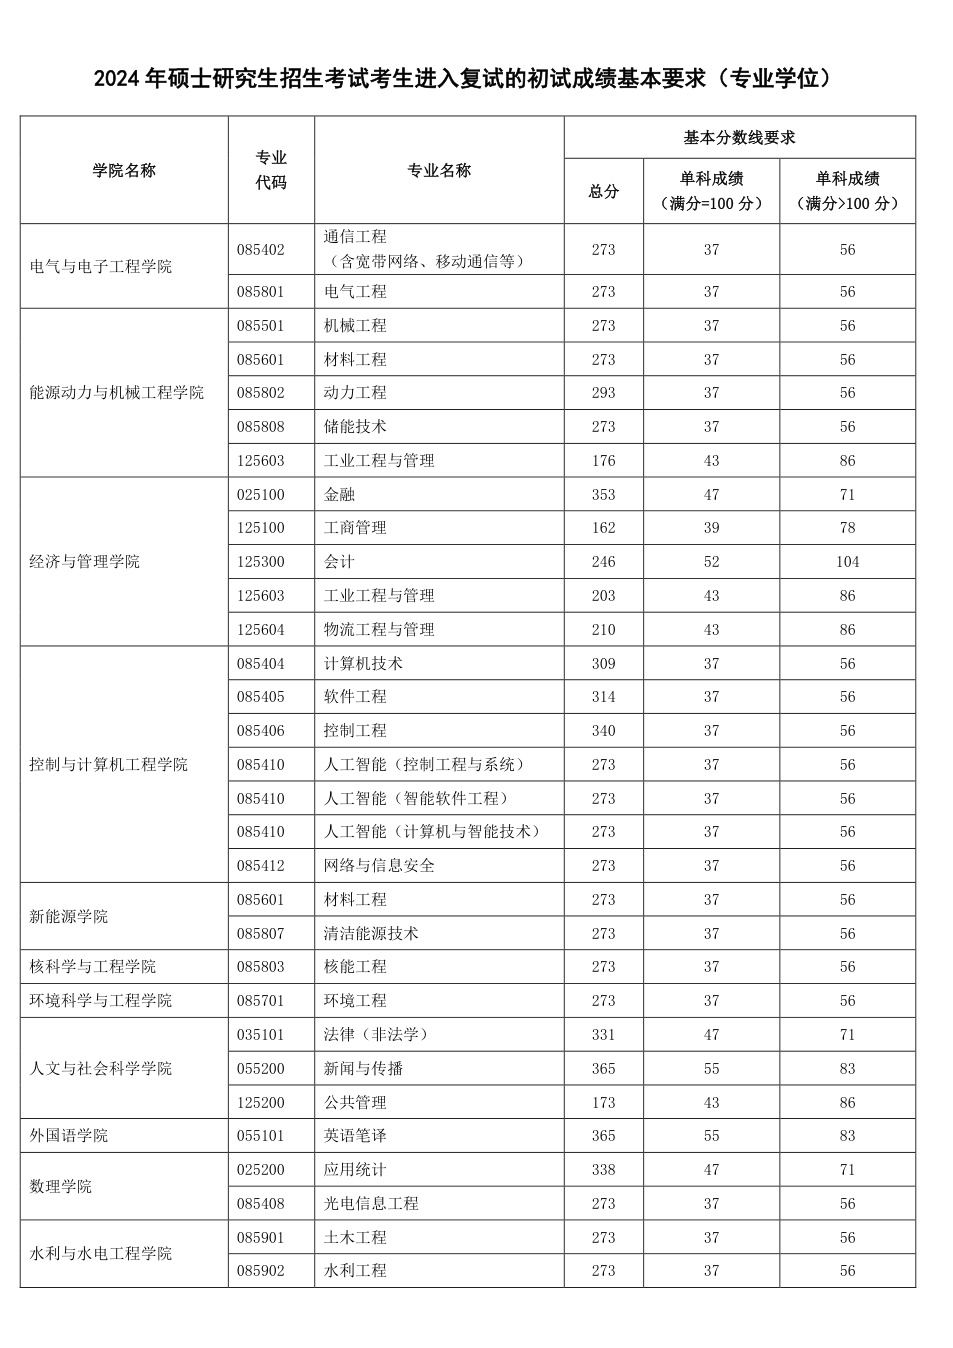 2024 年硕士研究生招生考试考生进入复试的初试成绩基本要求（专业学位）
学院名称 专业代码 专业名称 基本分数线要求
总分 单科成绩（满分=100 分） 单科成绩（满分>100 分）
电气与电子工程学院 085402 通信工程（含宽带网络、移动通信等） 273 37 56
085801 电气工程 273 37 56
能源动力与机械工程学院 085501 机械工程 273 37 56
085601 材料工程 273 37 56
085802 动力工程 293 37 56
085808 储能技术 273 37 56
125603 工业工程与管理 176 43 86
经济与管理学院 025100 金融 353 47 71
125100 工商管理 162 39 78
125300 会计 246 52 104
125603 工业工程与管理 203 43 86
125604 物流工程与管理 210 43 86
控制与计算机工程学院 085404 计算机技术 309 37 56
085405 软件工程 314 37 56
085406 控制工程 340 37 56
085410 人工智能（控制工程与系统） 273 37 56
085410 人工智能（智能软件工程） 273 37 56
085410 人工智能（计算机与智能技术） 273 37 56
085412 网络与信息安全 273 37 56
新能源学院 085601 材料工程 273 37 56
085807 清洁能源技术 273 37 56
核科学与工程学院 085803 核能工程 273 37 56
环境科学与工程学院 085701 环境工程 273 37 56
人文与社会科学学院 035101 法律（非法学） 331 47 71
055200 新闻与传播 365 55 83
125200 公共管理 173 43 86
外国语学院 055101 英语笔译 365 55 83
数理学院 025200 应用统计 338 47 71
085408 光电信息工程 273 37 56
水利与水电工程学院 085901 土木工程 273 37 56
085902 水利工程 273 37 56